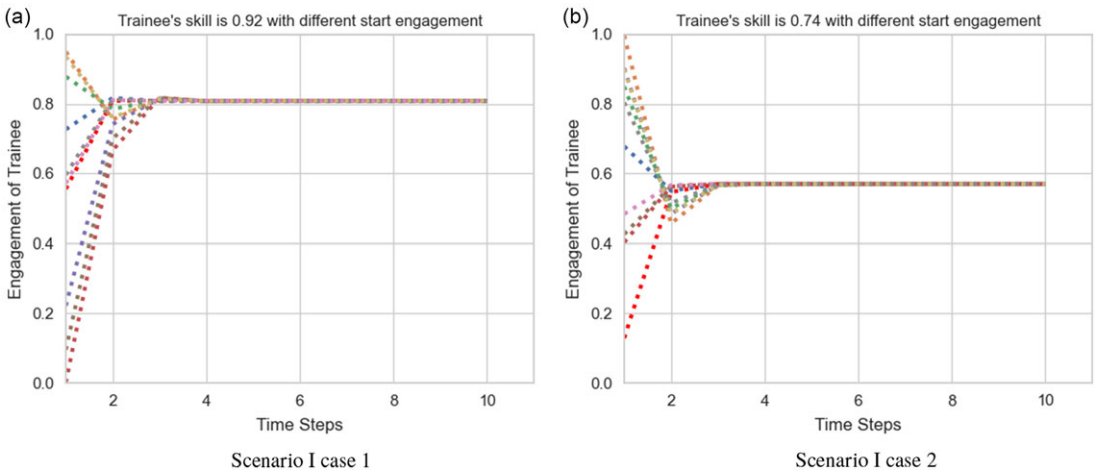 (a)
Trainee's skill is 0.92 with different start engagement
1.0
0.8
0.6
0.4
0.2
0.0
Engagement of Trainee
2 4 6 8 10
Time Steps
Scenario I case 1
(b)
Trainee's skill is 0.74 with different start engagement
1.0
0.8
0.6
0.4
0.2
0.0
Engagement of Trainee
2 4 6 8 10
Time Steps
Scenario I case 2